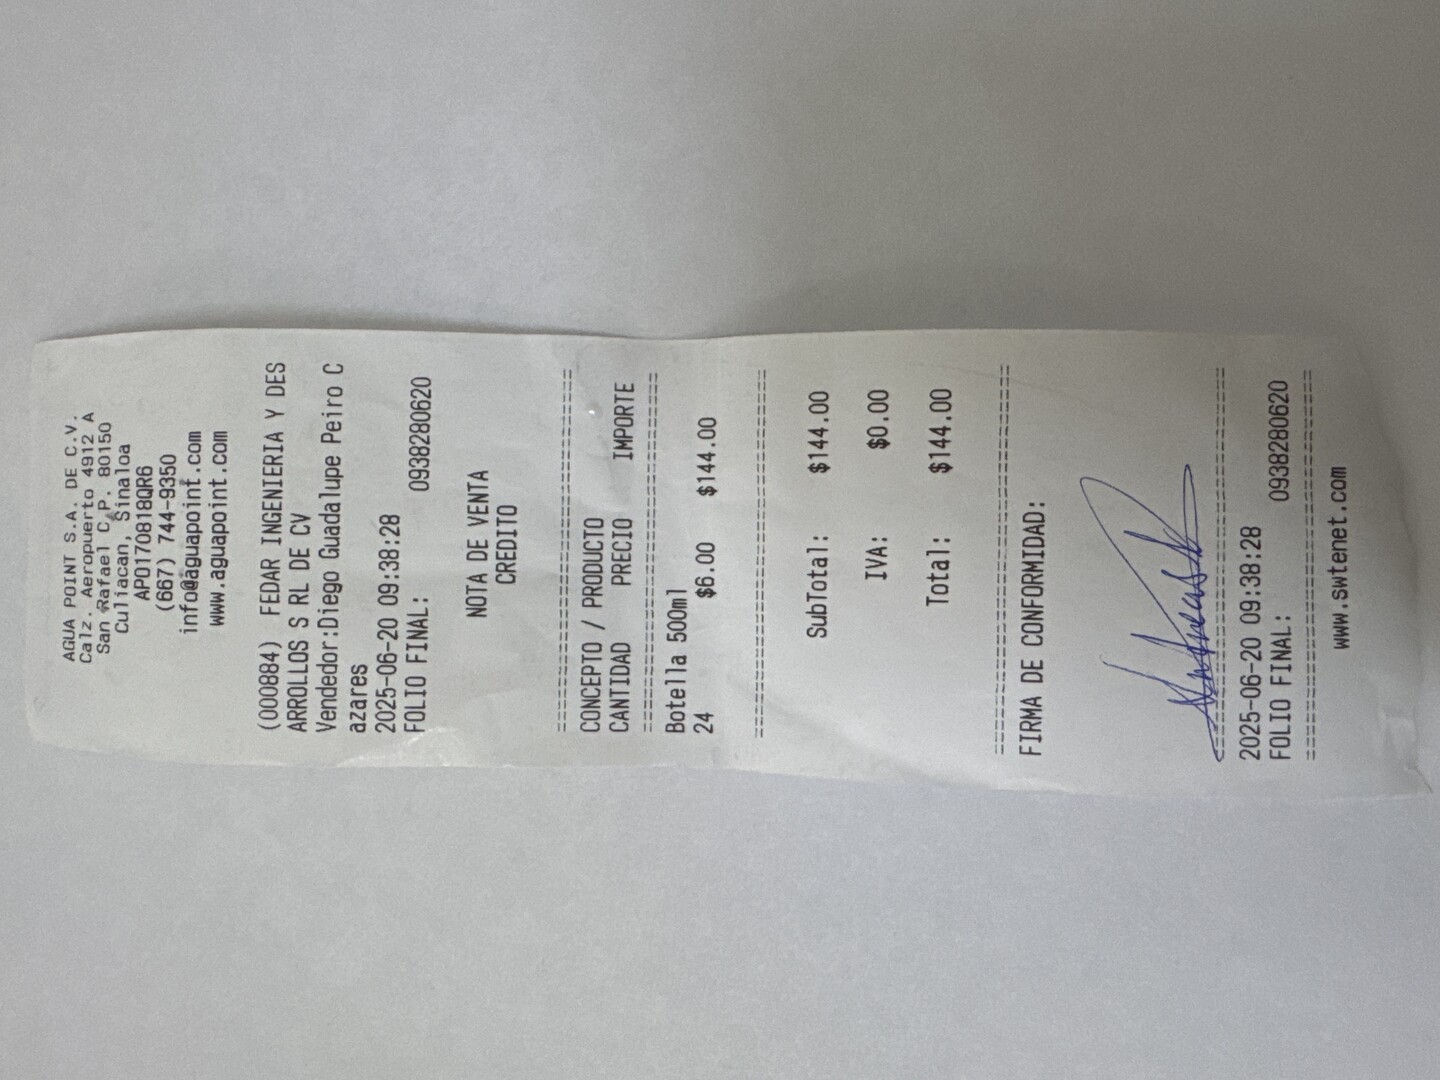 AGUA POINT S.A. DE C.V.
Calz. Aeropuerto 4912 A
San Rafael C.P. 80150
Culiacan, Sinaloa
APO170818QR6
(667) 744-9350
info@aguapoint.com
www.aguapoint.com
(000884) FEDAR INGENIERIA Y DES
ARROLLOS S RL DE CV
Vendedor:Diego Guadalupe Peiro C
azares
2025-06-20 09:38:28
FOLIO FINAL: 0938280620
NOTA DE VENTA
CREDITO
================================
CONCEPTO / PRODUCTO
CANTIDAD PRECIO IMPORTE
================================
Botella 500ml
24 $6.00 $144.00
================================
SubTotal: $144.00
IVA: $0.00
Total: $144.00
================================
FIRMA DE CONFORMIDAD:
================================
2025-06-20 09:38:28
FOLIO FINAL: 0938280620
================================
www.swtenet.com